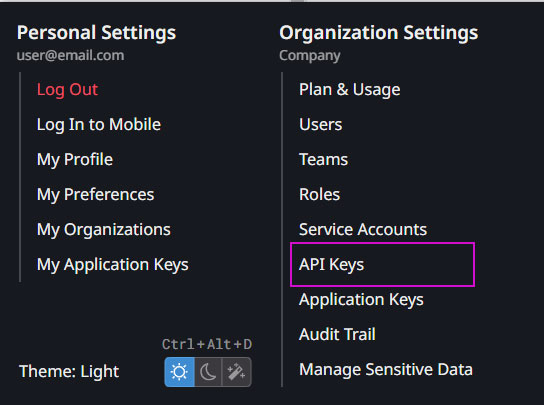 Personal Settings
user@email.com
Log Out
Log In to Mobile
My Profile
My Preferences
My Organizations
My Application Keys
Ctrl+Alt+D
Theme: Light
Organization Settings
Company
Plan & Usage
Users
Teams
Roles
Service Accounts
API Keys
Application Keys
Audit Trail
Manage Sensitive Data